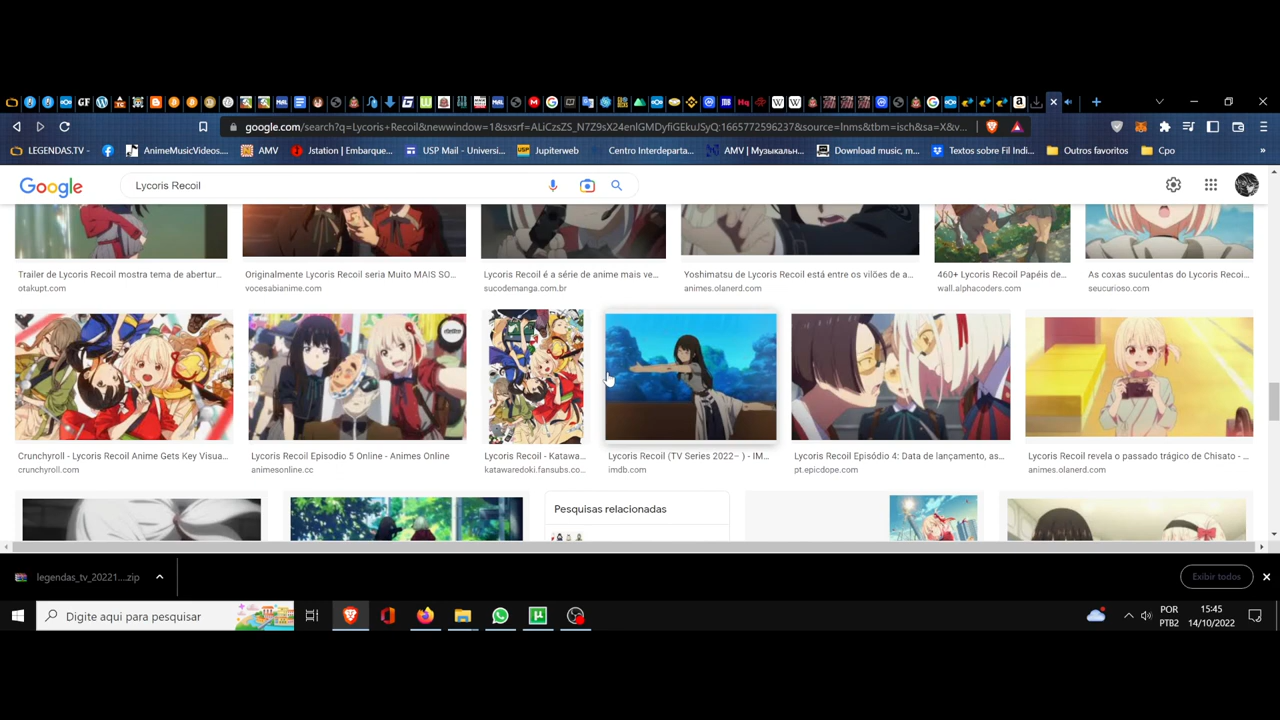 google.com/search?q=Lycoris+Recoil&newwindow=1&sxsrf=ALiCzsZS_N7Z9sX24enlGMDyfiGEkuJSyQ:1665772596237&source=lnms&tbm=isch&sa=X&v...
LEGENDAS.TV -
AnimeMusicVideos....
AMV
Jstation | Embarque...
USP Mail - Universi...
Jupiterweb
Centro Interdeparta...
AMV | Музыкальн...
Download music, m...
Textos sobre Fil Indi...
Outros favoritos
Cpo
Google
Lycoris Recoil
Trailer de Lycoris Recoil mostra tema de abertur...
otakupt.com
Originalmente Lycoris Recoil seria Muito MAIS SO...
vocesabianime.com
Lycoris Recoil é a série de anime mais ve...
sucodemanga.com.br
Yoshimatsu de Lycoris Recoil está entre os vilões de a...
animes.olanerd.com
460+ Lycoris Recoil Papéis de...
wall.alphacoders.com
As coxas suculentas do Lycoris Recoi...
seucurioso.com
Crunchyroll - Lycoris Recoil Anime Gets Key Visua...
crunchyroll.com
Lycoris Recoil Episodio 5 Online - Animes Online
animesonline.cc
Lycoris Recoil - Katawa...
katawaredoki.fansubs.co...
Lycoris Recoil (TV Series 2022– ) - IM...
imdb.com
Lycoris Recoil Episódio 4: Data de lançamento, as...
pt.epicdope.com
Lycoris Recoil revela o passado trágico de Chisato - ...
animes.olanerd.com
Pesquisas relacionadas
legendas_tv_20221....zip
Exibir todos
Digite aqui para pesquisar
POR
PTB2
15:45
14/10/2022